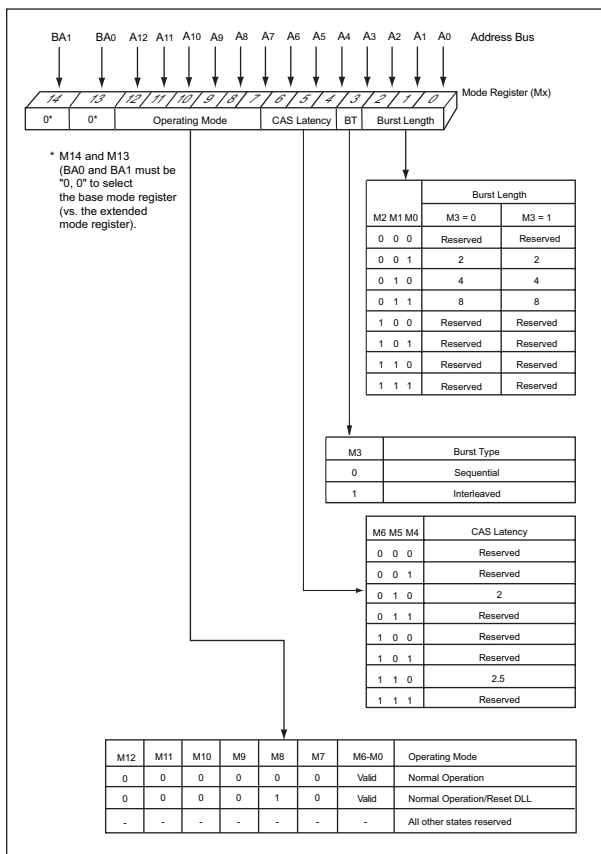 BA1 BA0 A12 A11 A10 A9 A8 A7 A6 A5 A4 A3 A2 A1 A0 Address Bus
14 13 12 11 10 9 8 7 6 5 4 3 2 1 0 Mode Register (Mx)
0* 0* Operating Mode CAS Latency BT Burst Length
* M14 and M13
(BA0 and BA1 must be
"0, 0" to select
the base mode register
(vs. the extended
mode register).
Burst Length
M2 M1 M0 M3 = 0 M3 = 1
0 0 0 Reserved Reserved
0 0 1 2 2
0 1 0 4 4
0 1 1 8 8
1 0 0 Reserved Reserved
1 0 1 Reserved Reserved
1 1 0 Reserved Reserved
1 1 1 Reserved Reserved
M3 Burst Type
0 Sequential
1 Interleaved
M6 M5 M4 CAS Latency
0 0 0 Reserved
0 0 1 Reserved
0 1 0 2
0 1 1 Reserved
1 0 0 Reserved
1 0 1 Reserved
1 1 0 2.5
1 1 1 Reserved
M12 M11 M10 M9 M8 M7 M6-M0 Operating Mode
0 0 0 0 0 0 Valid Normal Operation
0 0 0 0 1 0 Valid Normal Operation/Reset DLL
- - - - - - - All other states reserved